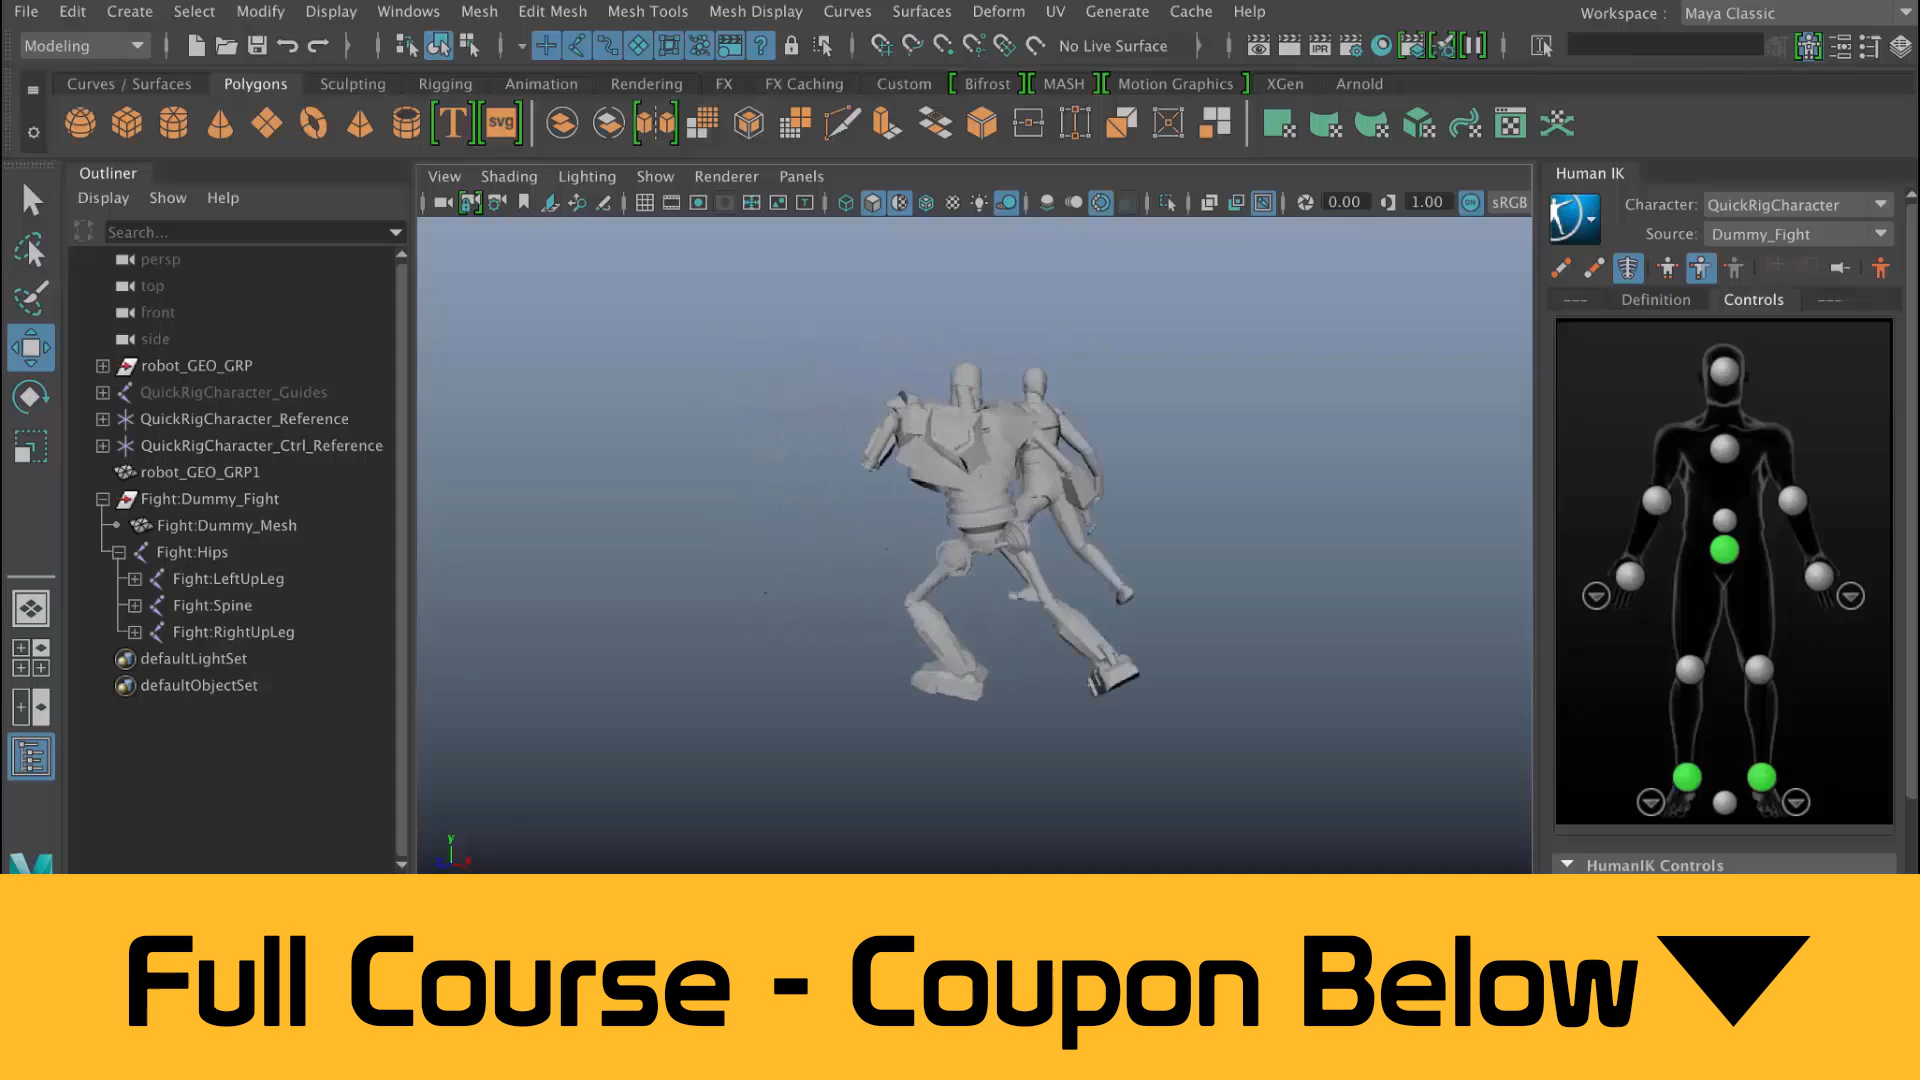 File Edit Create Select Modify Display Windows Mesh Edit Mesh Mesh Tools Mesh Display Curves Surfaces Deform UV Generate Cache Help Workspace : Maya Classic
Modeling No Live Surface IPR
Curves / Surfaces Polygons Sculpting Rigging Animation Rendering FX FX Caching Custom Bifrost MASH Motion Graphics XGen Arnold
T svg
Outliner
Display Show Help
Search...
persp
top
front
side
robot_GEO_GRP
QuickRigCharacter_Guides
QuickRigCharacter_Reference
QuickRigCharacter_Ctrl_Reference
robot_GEO_GRP1
Fight:Dummy_Fight
Fight:Dummy_Mesh
Fight:Hips
Fight:LeftUpLeg
Fight:Spine
Fight:RightUpLeg
defaultLightSet
defaultObjectSet
View Shading Lighting Show Renderer Panels
0.00 1.00 ON sRGB
y
x
Human IK
Character: QuickRigCharacter
Source: Dummy_Fight
--- Definition Controls ---
HumanIK Controls
Full Course - Coupon Below